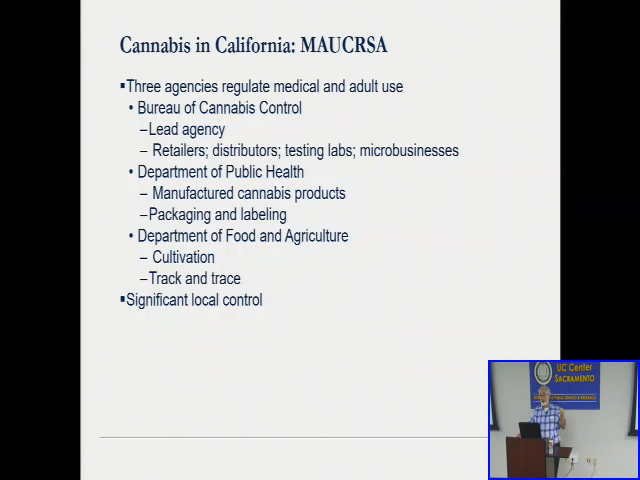 Cannabis in California: MAUCRSA
▪Three agencies regulate medical and adult use
• Bureau of Cannabis Control
–Lead agency
– Retailers; distributors; testing labs; microbusinesses
• Department of Public Health
– Manufactured cannabis products
–Packaging and labeling
• Department of Food and Agriculture
– Cultivation
–Track and trace
▪Significant local control
UC Center
SACRAMENTO